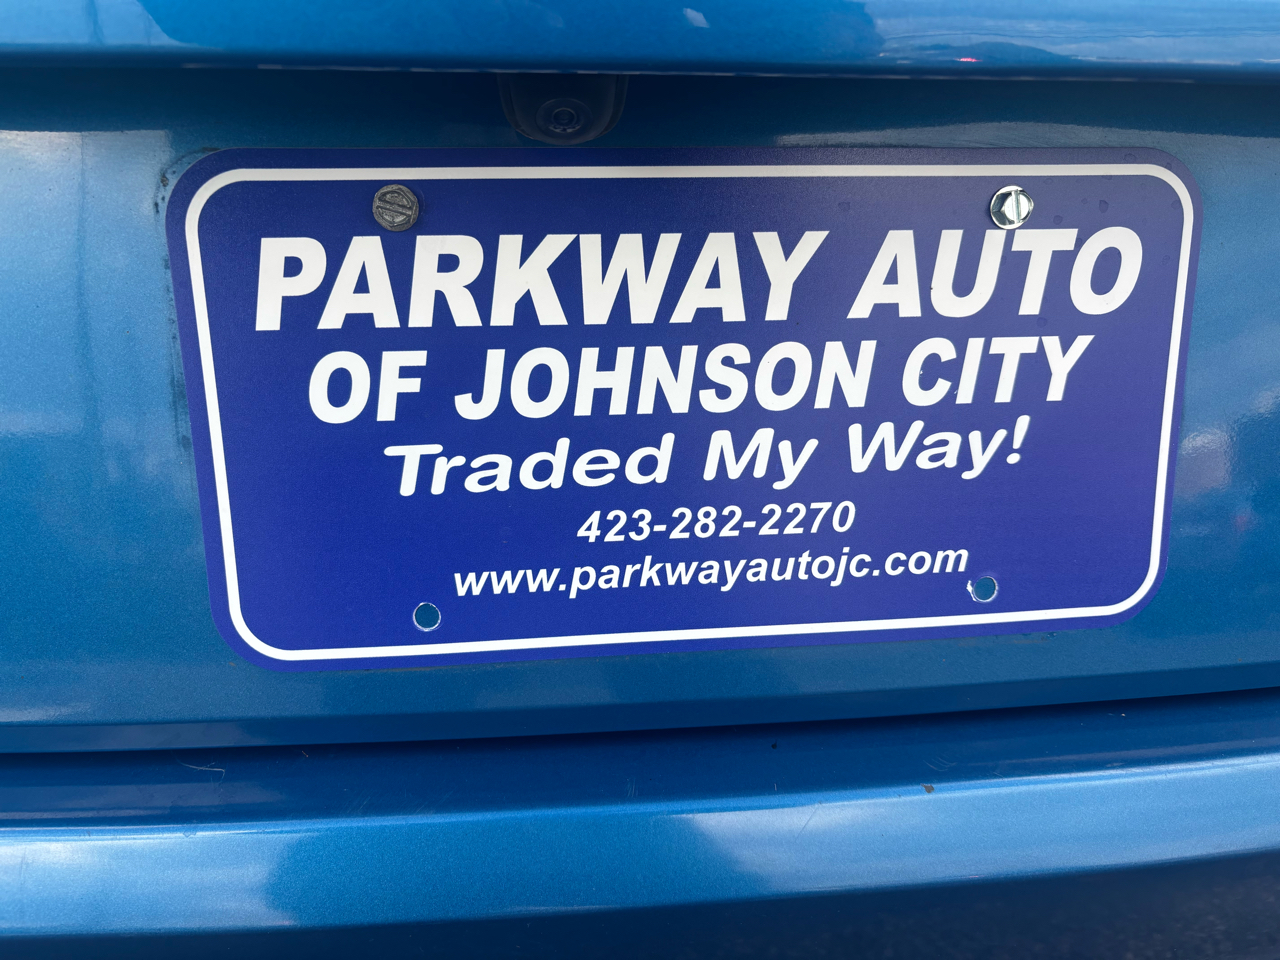 PARKWAY AUTO
OF JOHNSON CITY
Traded My Way!
423-282-2270
www.parkwayautojc.com